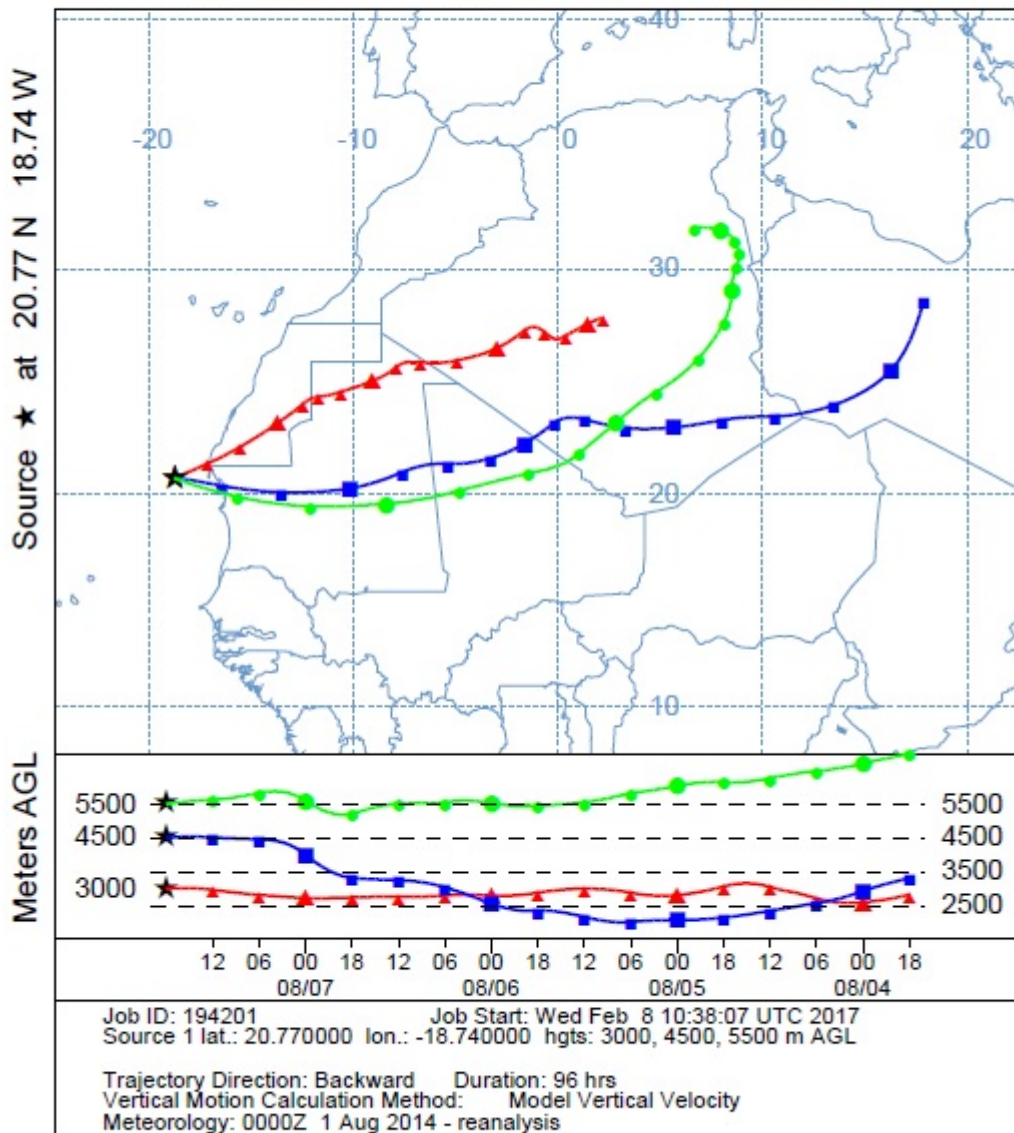 Source ★ at 20.77 N 18.74 W
40
-20 -10 0 10 20
30
20
10
Meters AGL
5500 5500
4500 4500
3500
3000
2500
12 06 00 18 12 06 00 18 12 06 00 18 12 06 00 18
08/07 08/06 08/05 08/04
Job ID: 194201 Job Start: Wed Feb 8 10:38:07 UTC 2017
Source 1 lat.: 20.770000 lon.: -18.740000 hgts: 3000, 4500, 5500 m AGL
Trajectory Direction: Backward Duration: 96 hrs
Vertical Motion Calculation Method: Model Vertical Velocity
Meteorology: 0000Z 1 Aug 2014 - reanalysis